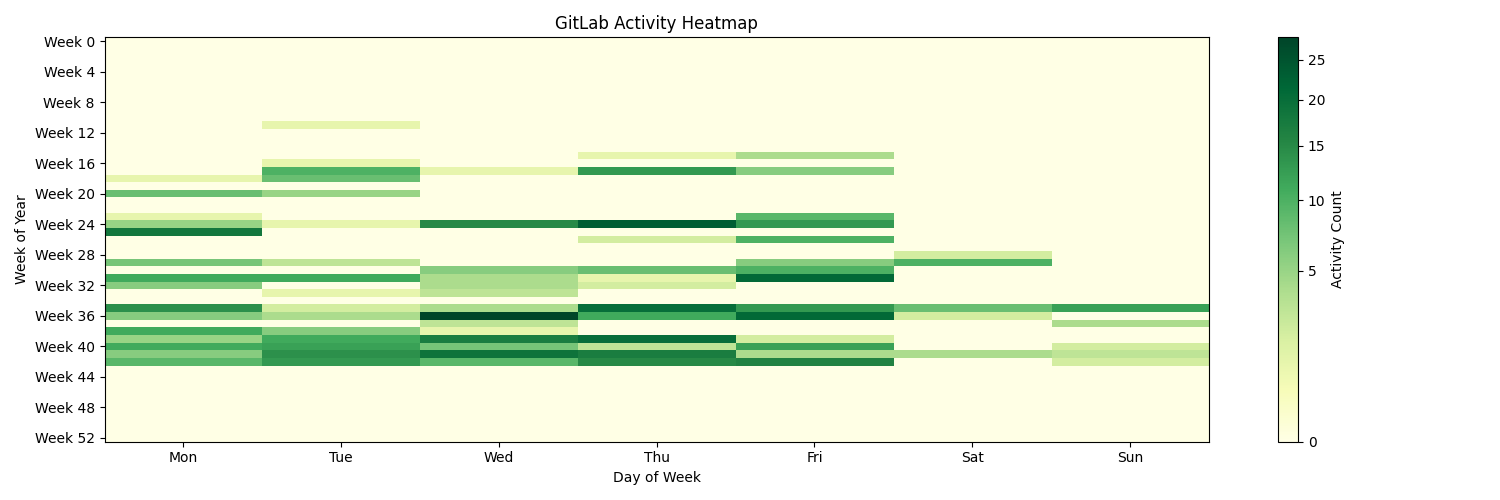 GitLab Activity Heatmap
Week 0
Week 4
Week 8
Week 12
Week 16
Week 20
Week 24
Week 28
Week 32
Week 36
Week 40
Week 44
Week 48
Week 52
Week of Year
Mon Tue Wed Thu Fri Sat Sun
Day of Week
25
20
15
10
5
0
Activity Count